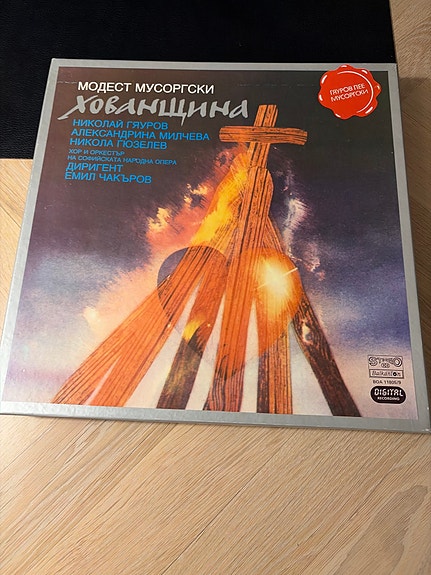 МОДЕСТ МУСОРГСКИ
ХОВАНЩИНА
НИКОЛАЙ ГЯУРОВ
АЛЕКСАНДРИНА МИЛЧЕВА
НИКОЛА ГЮЗЕЛЕВ
ХОР И ОРКЕСТЪР
НА СОФИЙСКАТА НАРОДНА ОПЕРА
ДИРИГЕНТ
ЕМИЛ ЧАКЪРОВ
ГЯУРОВ ПЕЕ
МУСОРГСКИ
STEREO
Balkanton
BOA 11805/9
DIGITAL
RECORDING